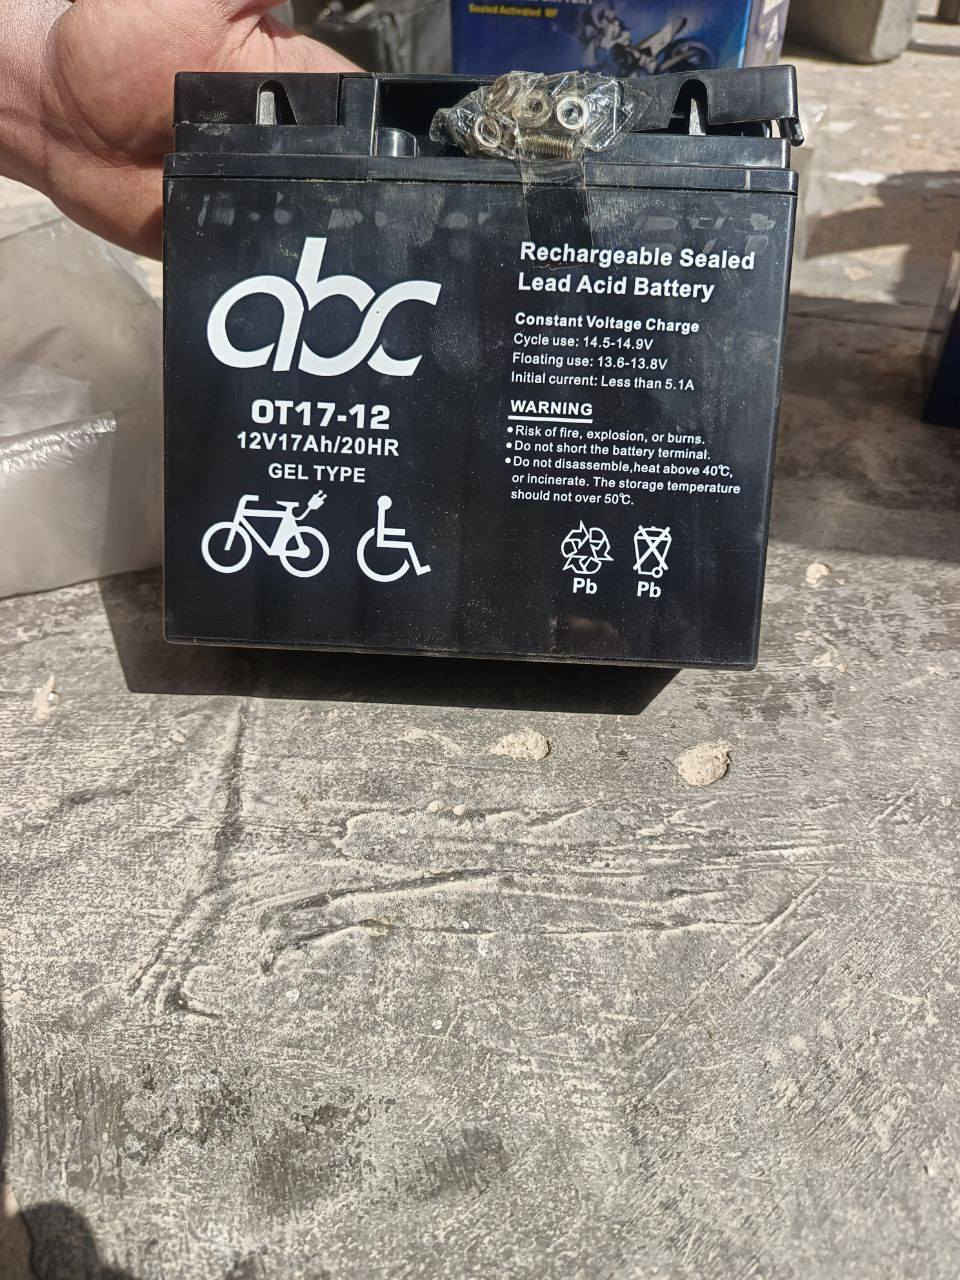 Sealed Activated MF
abc
OT17-12
12V17Ah/20HR
GEL TYPE
Rechargeable Sealed
Lead Acid Battery
Constant Voltage Charge
Cycle use: 14.5-14.9V
Floating use: 13.6-13.8V
Initial current: Less than 5.1A
WARNING
•Risk of fire, explosion, or burns.
•Do not short the battery terminal.
•Do not disassemble,heat above 40℃,
or incinerate. The storage temperature
should not over 50℃.
Pb
Pb